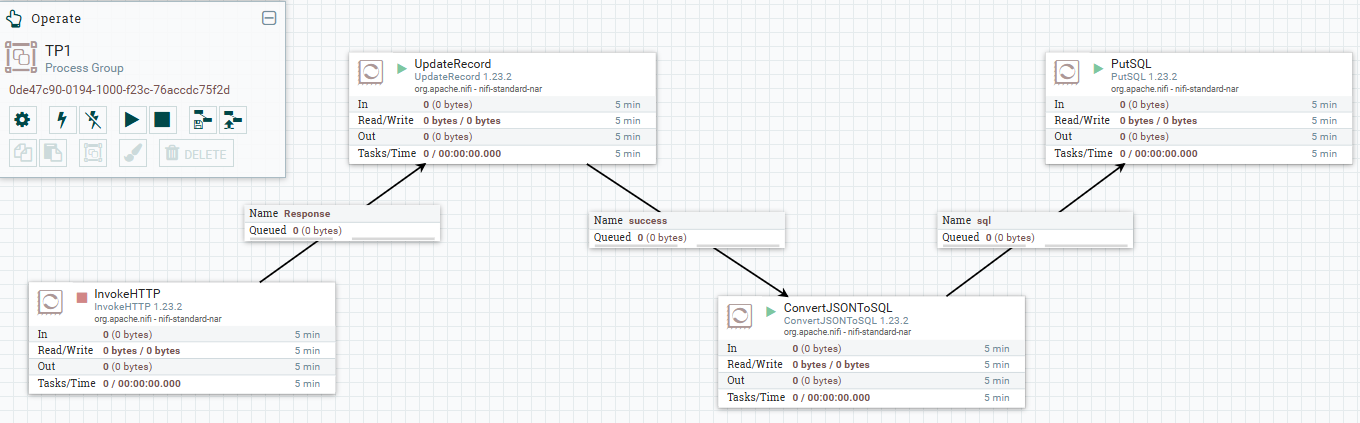 Operate
TP1
Process Group
0de47c90-0194-1000-f23c-76accdc75f2d
DELETE
UpdateRecord
UpdateRecord 1.23.2
org.apache.nifi - nifi-standard-nar
In 0 (0 bytes) 5 min
Read/Write 0 bytes / 0 bytes 5 min
Out 0 (0 bytes) 5 min
Tasks/Time 0 / 00:00:00.000 5 min
PutSQL
PutSQL 1.23.2
org.apache.nifi - nifi-standard-nar
In 0 (0 bytes) 5 min
Read/Write 0 bytes / 0 bytes 5 min
Out 0 (0 bytes) 5 min
Tasks/Time 0 / 00:00:00.000 5 min
Name Response
Queued 0 (0 bytes)
Name success
Queued 0 (0 bytes)
Name sql
Queued 0 (0 bytes)
InvokeHTTP
InvokeHTTP 1.23.2
org.apache.nifi - nifi-standard-nar
In 0 (0 bytes) 5 min
Read/Write 0 bytes / 0 bytes 5 min
Out 0 (0 bytes) 5 min
Tasks/Time 0 / 00:00:00.000 5 min
ConvertJSONToSQL
ConvertJSONToSQL 1.23.2
org.apache.nifi - nifi-standard-nar
In 0 (0 bytes) 5 min
Read/Write 0 bytes / 0 bytes 5 min
Out 0 (0 bytes) 5 min
Tasks/Time 0 / 00:00:00.000 5 min